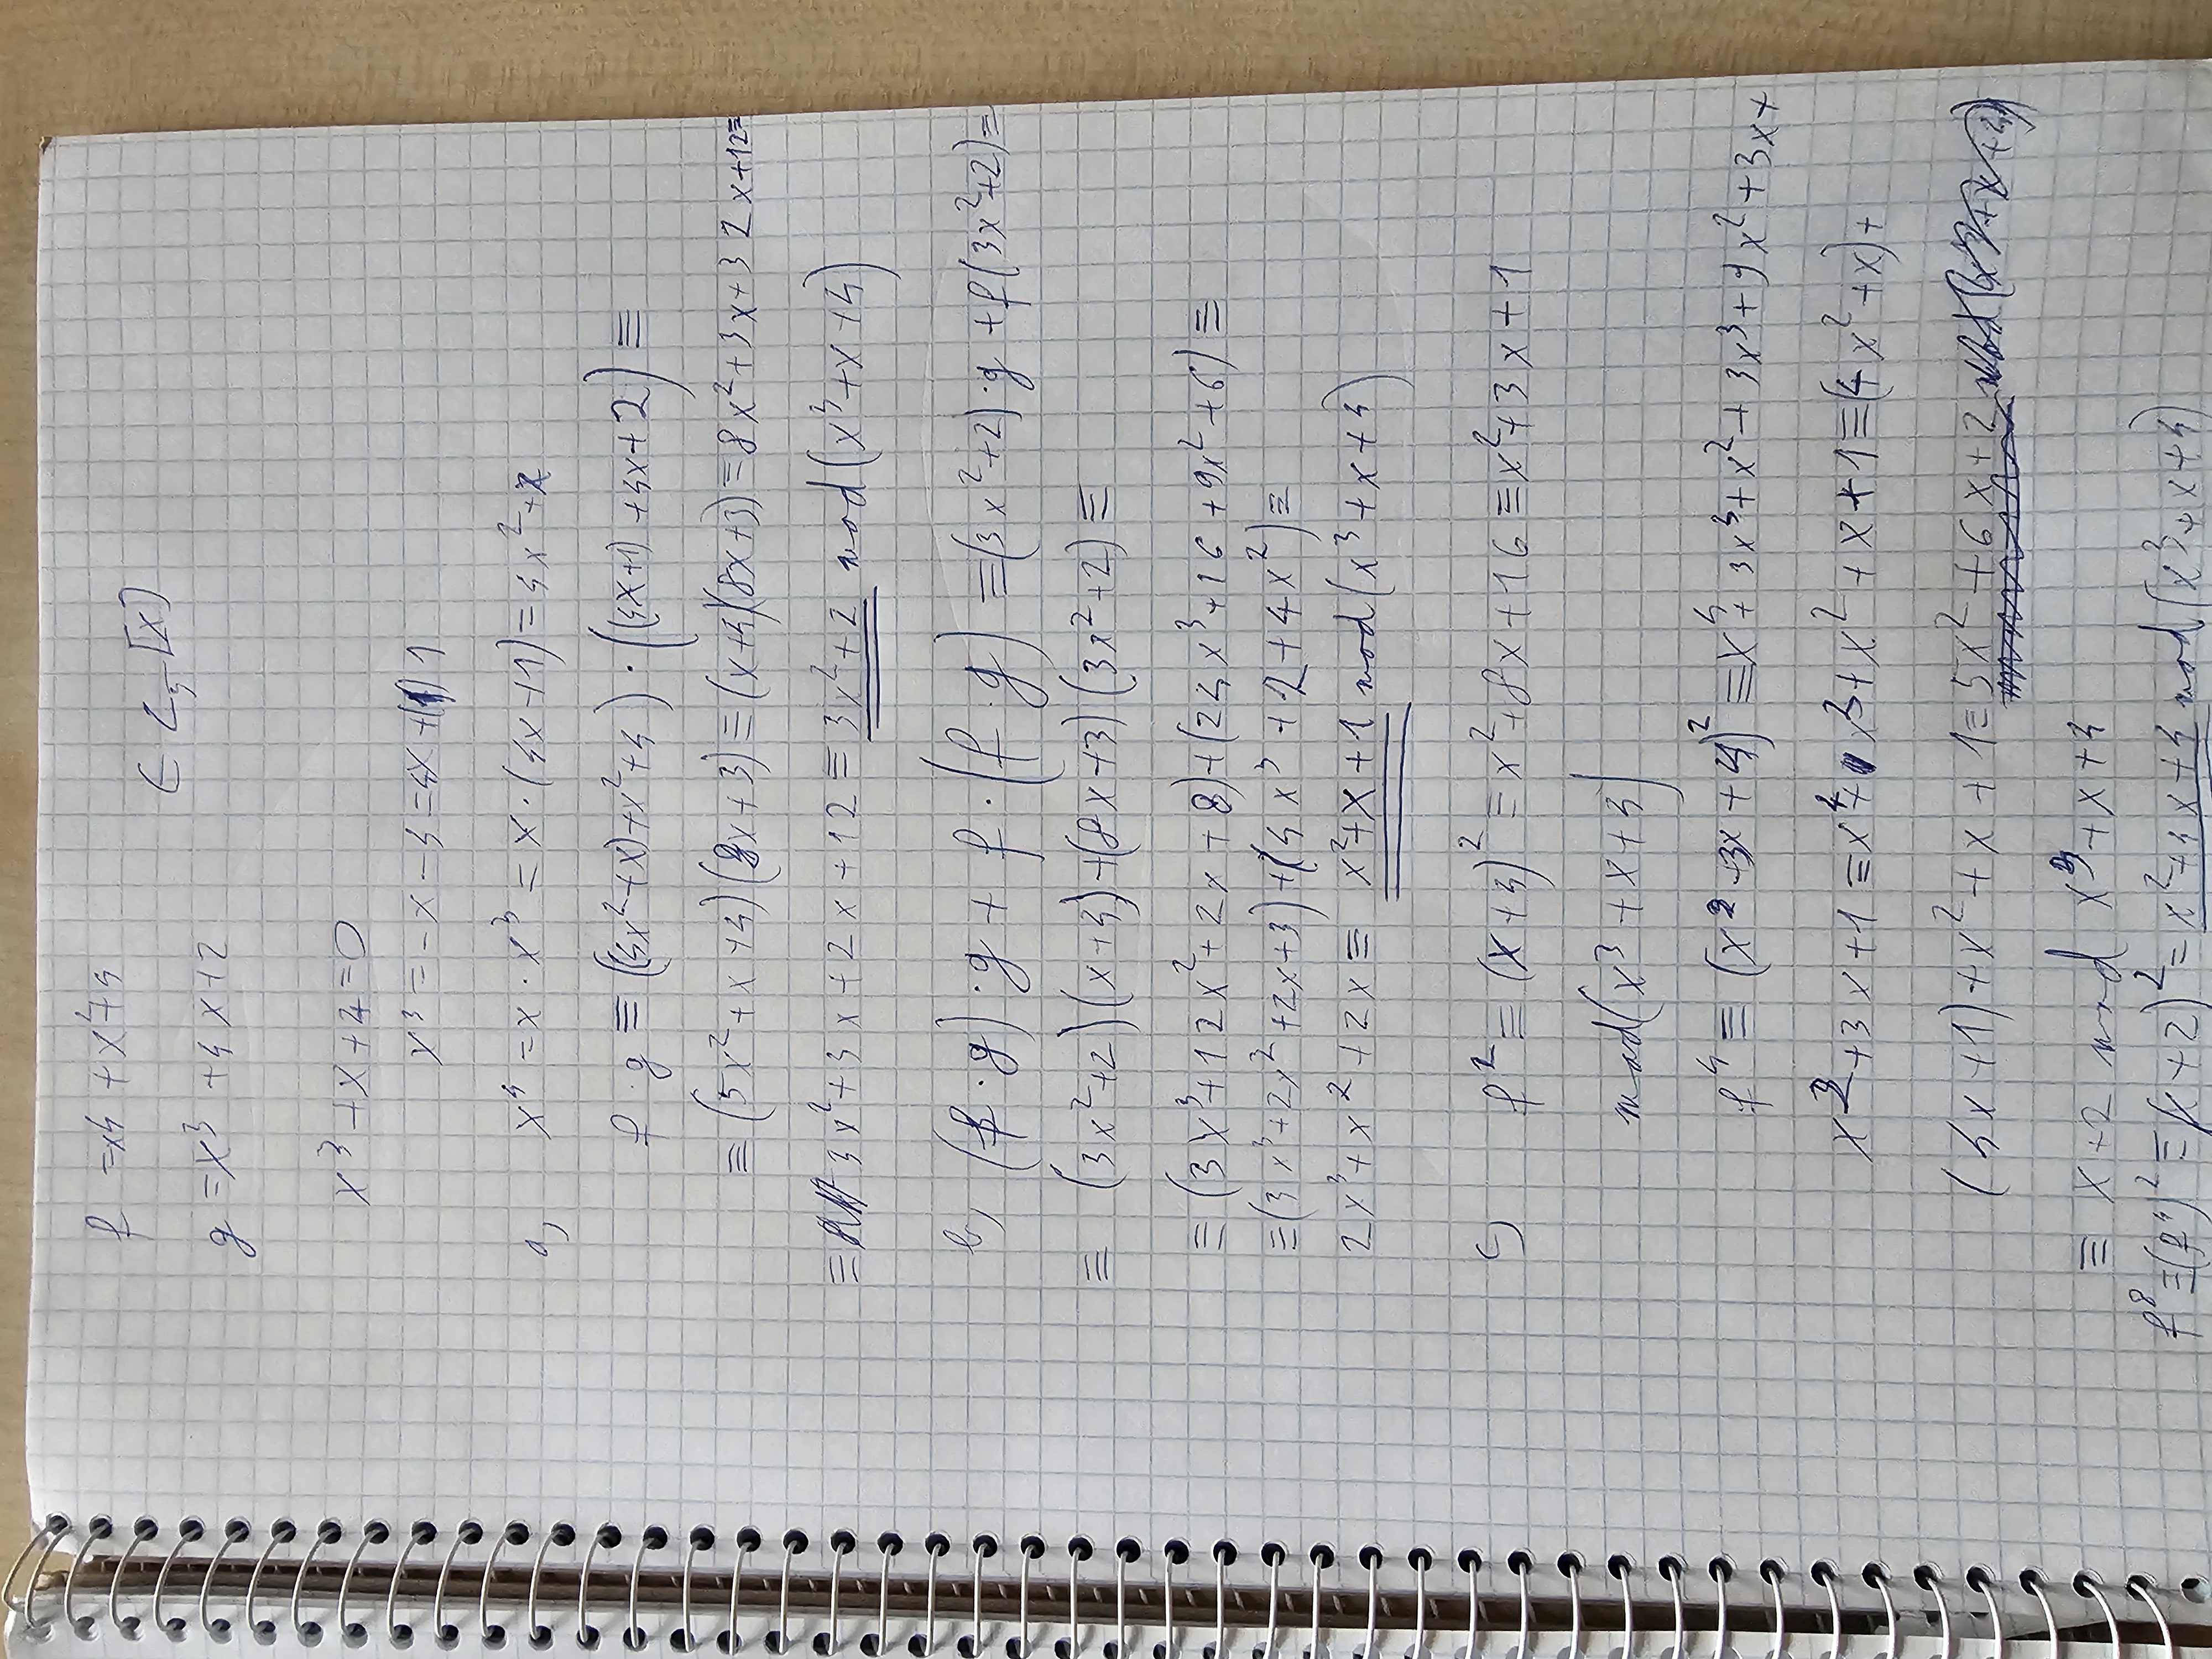 f = x⁴ + x² + 4
∈ Z₅[x]
g = x³ + 4x + 2
x³ + x + 4 = 0
x³ = -x - 4 = 4x + 1
a, x⁴ = x · x³ = x · (4x + 1) = 4x² + x
f · g ≡ ((4x² + x) + x² + 4) · ((4x + 1) + 4x + 2) ≡
≡ (5x² + x + 4)(8x + 3) ≡ (x + 4)(8x + 3) ≡ 8x² + 3x + 32x + 12 ≡
≡ 3x² + 3x + 2x + 12 ≡ 3x² + 2 mod (x³ + x + 4)
b, (f · g) · g + f · (f · g) ≡ (3x² + 2) · g + f(3x² + 2) ≡
≡ (3x² + 2)(x + 4) + (8x + 3)(3x² + 2) ≡
≡ (3x³ + 12x² + 2x + 8) + (24x³ + 16 + 9x² + 6) ≡
≡ (3x³ + 2x² + 2x + 3) + (4x³ + 2 + 4x²) ≡
2x³ + x² + 2x ≡ x² + x + 1 mod (x³ + x + 4)
c) f² ≡ (x + 4)² = x² + 8x + 16 ≡ x² + 3x + 1
mod (x³ + x + 4)
f⁴ ≡ (x² + 3x + 1)² ≡ x⁴ + 3x³ + x² + 3x³ + 9x² + 3x +
x² + 3x + 1 ≡ x⁴ + x³ + x² + x + 1 ≡ (4x² + x) +
(4x + 1) + x² + x + 1 ≡ 5x² + 6x + 2
≡ x + 2 mod x³ + x + 4
f⁸ ≡ (f⁴)² ≡ (x + 2)² = x² + 4x + 4 mod (x³ + x + 4)